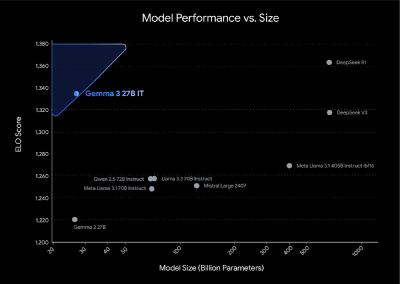 Model Performance vs. Size
1,380
1,360
1,340
1,320
1,300
1,280
1,260
1,240
1,220
1,200
ELO Score
DeepSeek R1
Gemma 3 27B IT
DeepSeek V3
Meta Llama 3.1 405B Instruct-bf16
Qwen 2.5 72B Instruct
Llama 3.3 70B Instruct
Meta Llama 3.1 70B Instruct
Mistral Large 2407
Gemma 2 27B
20 30 40 50 100 200 300 400 500 1000
Model Size (Billion Parameters)